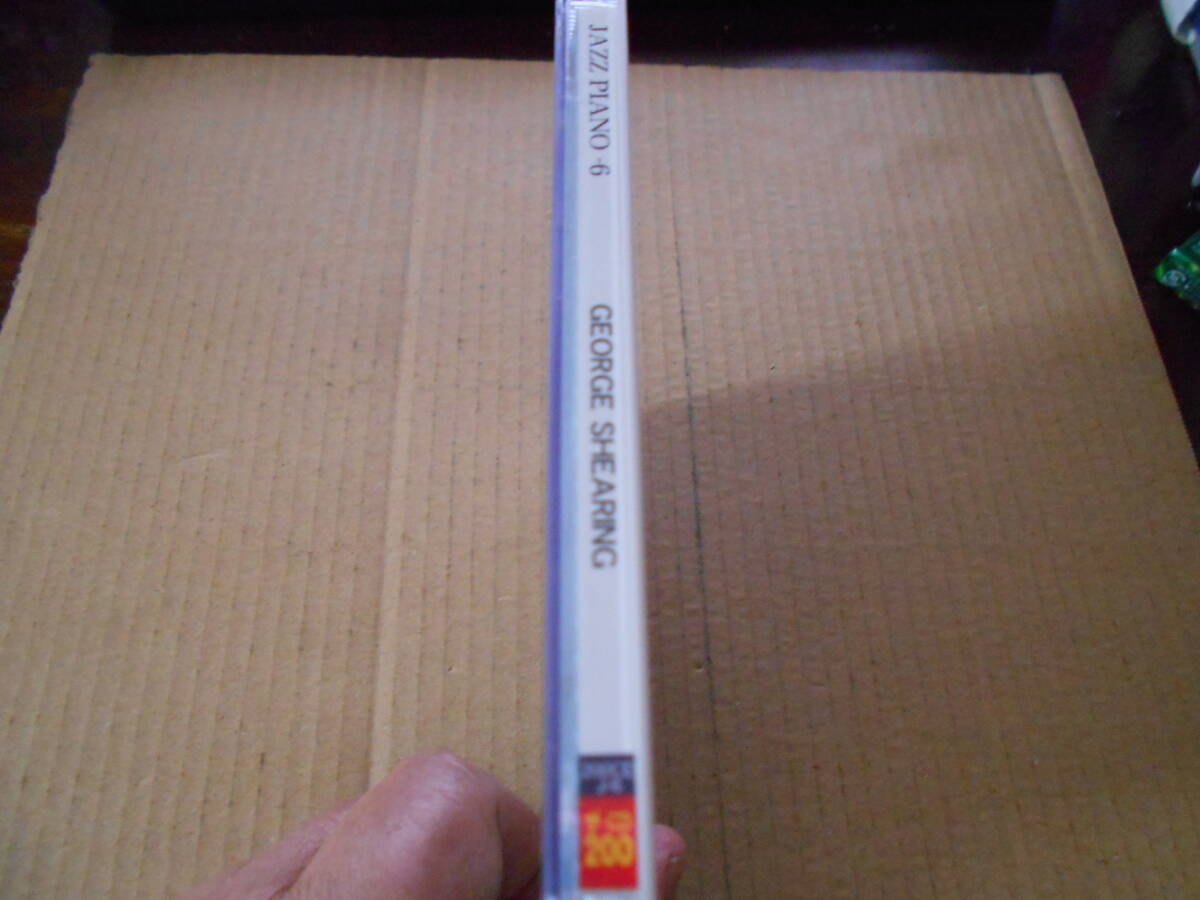 JAZZ PIANO -6
GEORGE SHEARING
200